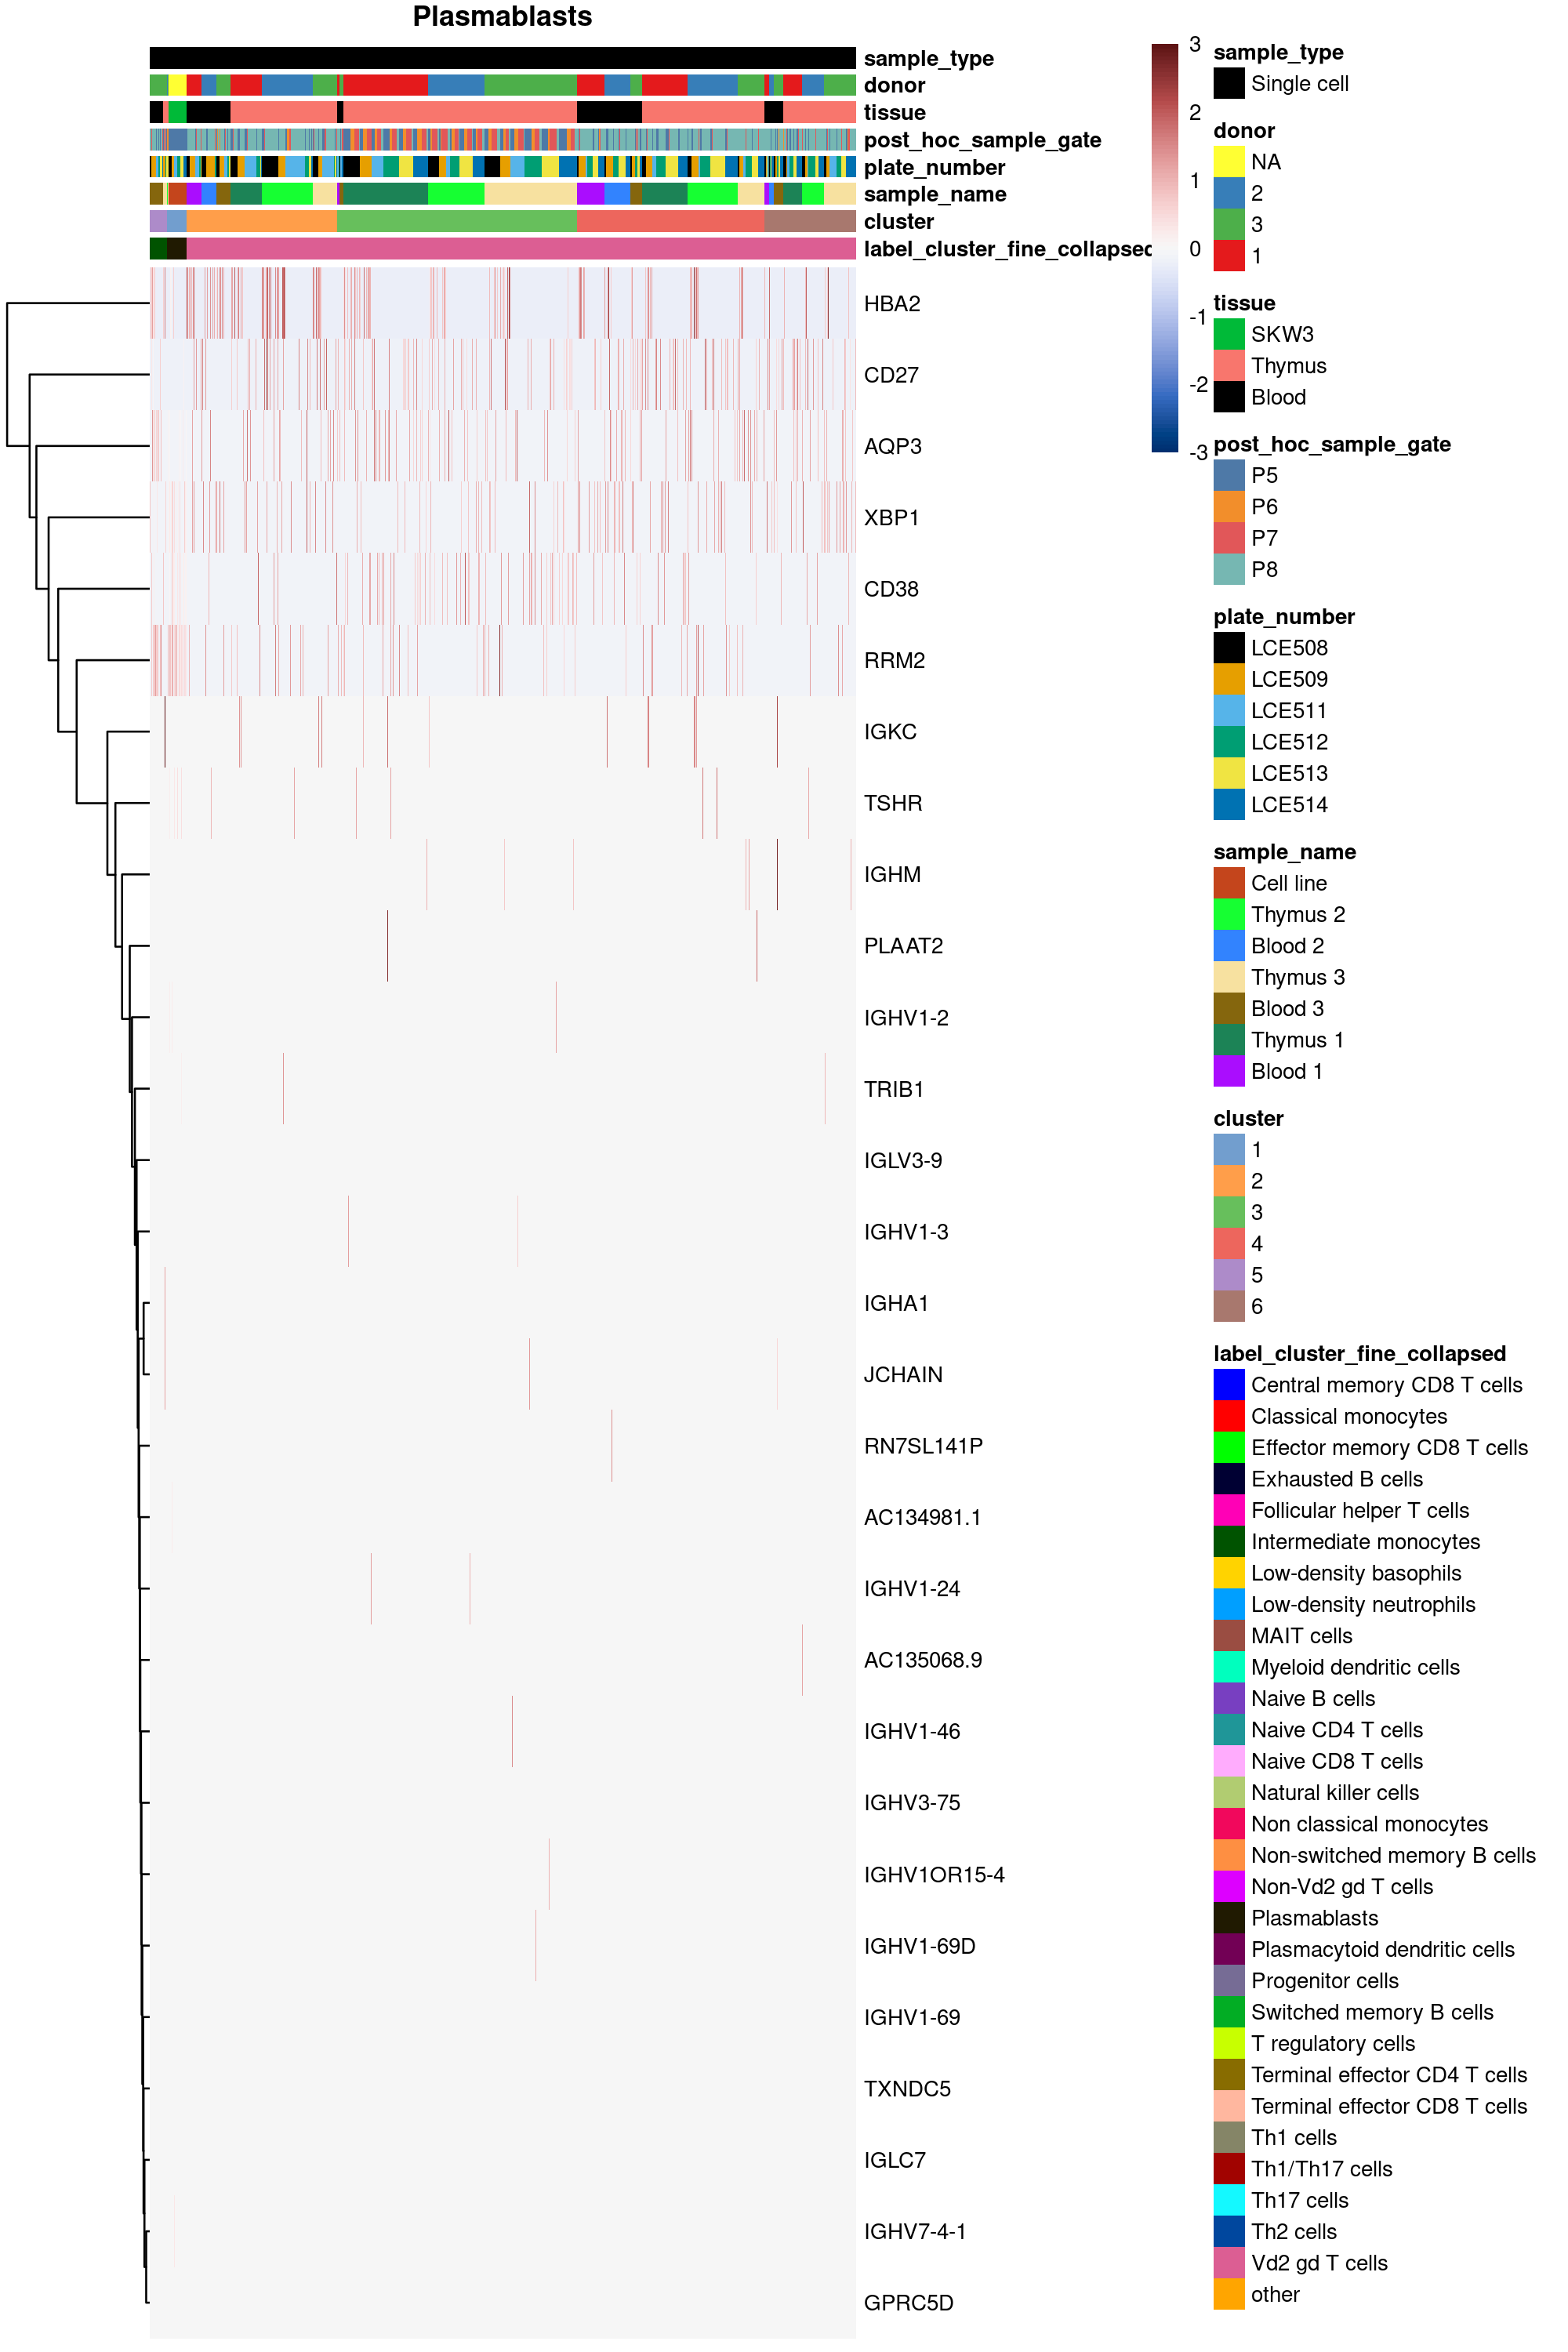 Plasmablasts
sample_type
donor
tissue
post_hoc_sample_gate
plate_number
sample_name
cluster
label_cluster_fine_collapsed
HBA2
CD27
AQP3
XBP1
CD38
RRM2
IGKC
TSHR
IGHM
PLAAT2
IGHV1-2
TRIB1
IGLV3-9
IGHV1-3
IGHA1
JCHAIN
RN7SL141P
AC134981.1
IGHV1-24
AC135068.9
IGHV1-46
IGHV3-75
IGHV1OR15-4
IGHV1-69D
IGHV1-69
TXNDC5
IGLC7
IGHV7-4-1
GPRC5D
3
2
1
0
-1
-2
-3
sample_type
Single cell
donor
NA
2
3
1
tissue
SKW3
Thymus
Blood
post_hoc_sample_gate
P5
P6
P7
P8
plate_number
LCE508
LCE509
LCE511
LCE512
LCE513
LCE514
sample_name
Cell line
Thymus 2
Blood 2
Thymus 3
Blood 3
Thymus 1
Blood 1
cluster
1
2
3
4
5
6
label_cluster_fine_collapsed
Central memory CD8 T cells
Classical monocytes
Effector memory CD8 T cells
Exhausted B cells
Follicular helper T cells
Intermediate monocytes
Low-density basophils
Low-density neutrophils
MAIT cells
Myeloid dendritic cells
Naive B cells
Naive CD4 T cells
Naive CD8 T cells
Natural killer cells
Non classical monocytes
Non-switched memory B cells
Non-Vd2 gd T cells
Plasmablasts
Plasmacytoid dendritic cells
Progenitor cells
Switched memory B cells
T regulatory cells
Terminal effector CD4 T cells
Terminal effector CD8 T cells
Th1 cells
Th1/Th17 cells
Th17 cells
Th2 cells
Vd2 gd T cells
other